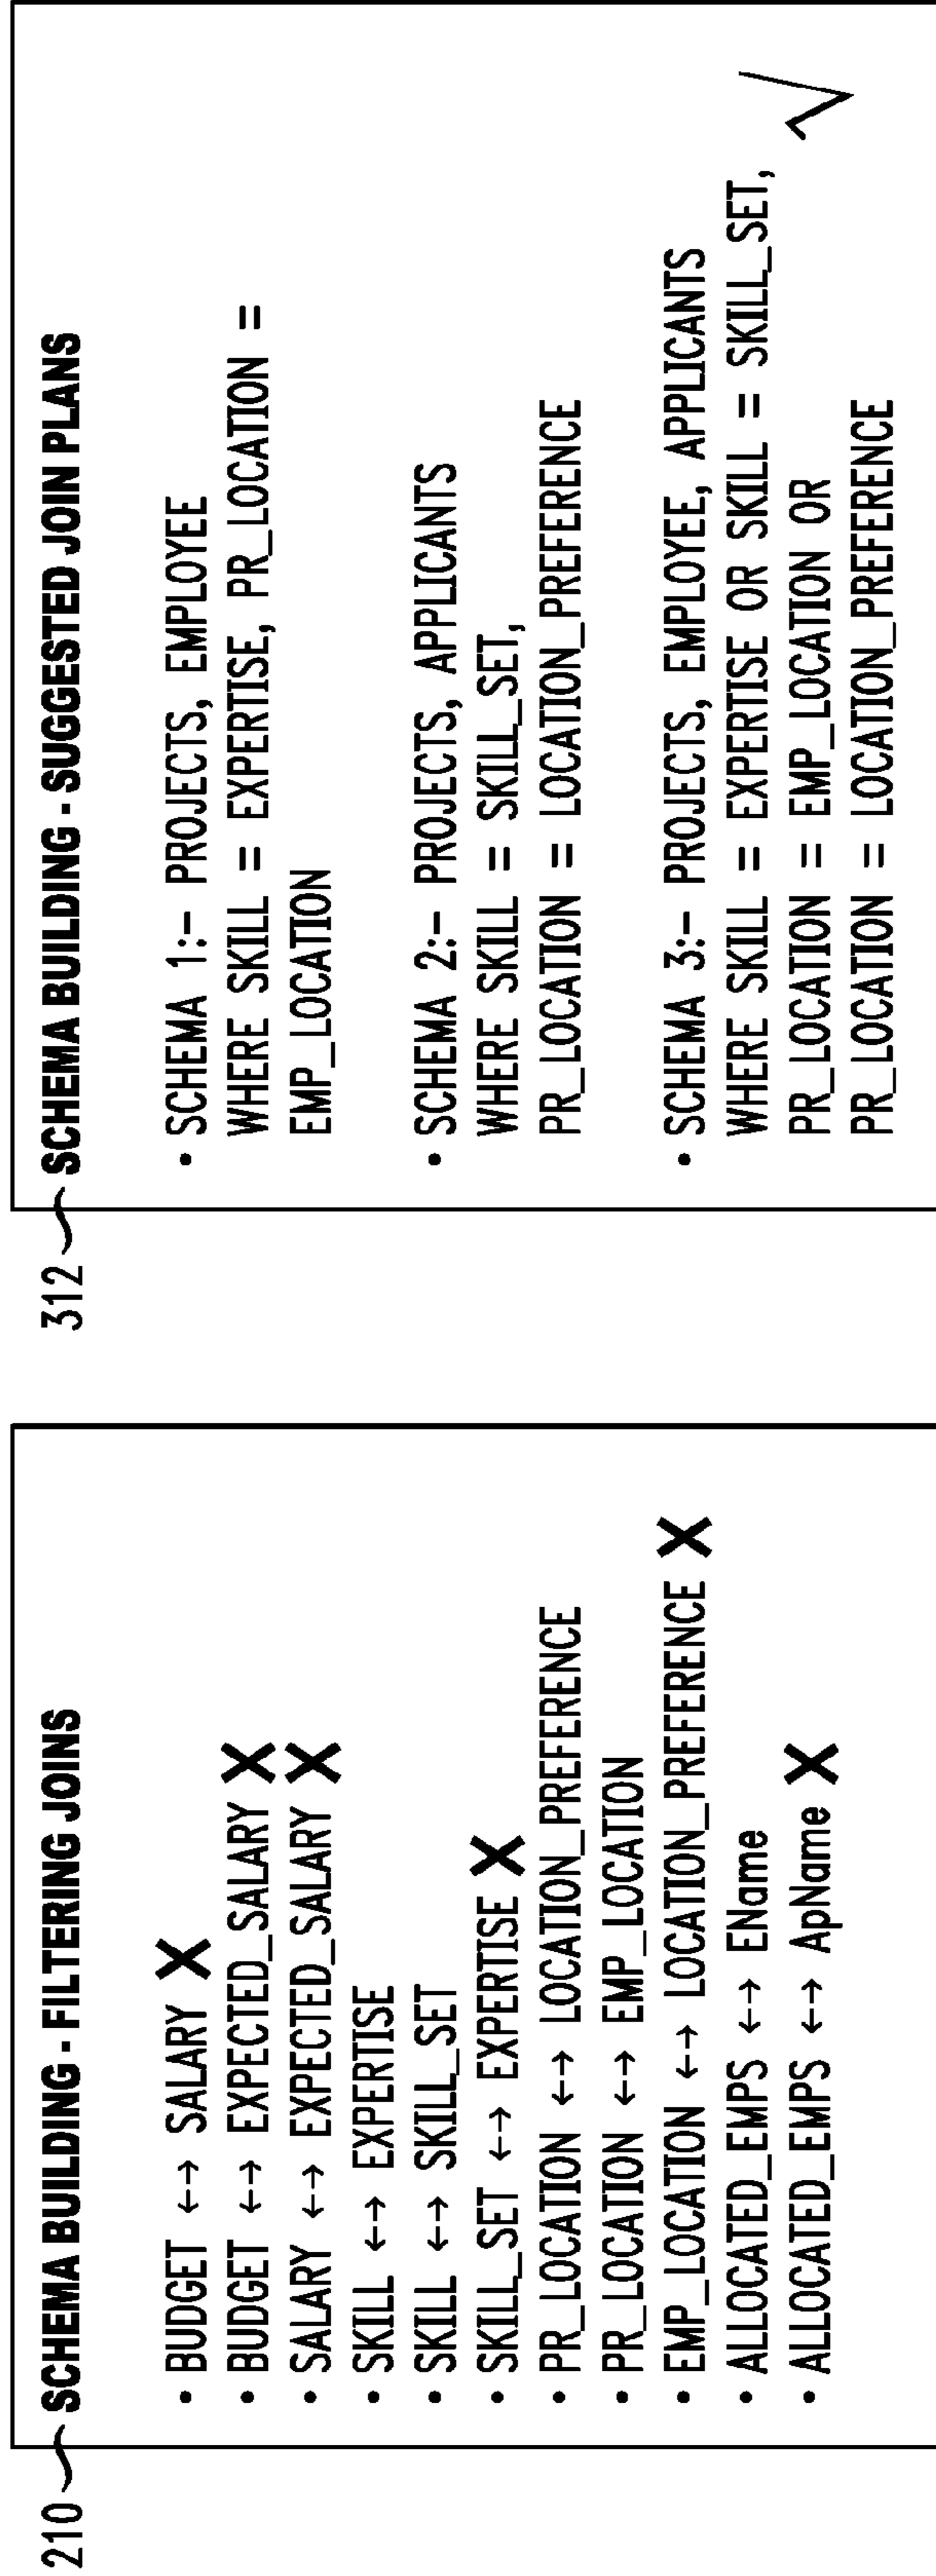 210
SCHEMA BUILDING - FILTERING JOINS
• BUDGET ↔ SALARY X
• BUDGET ↔ EXPECTED_SALARY X
• SALARY ↔ EXPECTED_SALARY X
• SKILL ↔ EXPERTISE
• SKILL ↔ SKILL_SET
• SKILL_SET ↔ EXPERTISE X
• PR_LOCATION ↔ LOCATION_PREFERENCE
• PR_LOCATION ↔ EMP_LOCATION
• EMP_LOCATION ↔ LOCATION_PREFERENCE X
• ALLOCATED_EMPS ↔ EName
• ALLOCATED_EMPS ↔ ApName X
312
SCHEMA BUILDING - SUGGESTED JOIN PLANS
• SCHEMA 1:- PROJECTS, EMPLOYEE
WHERE SKILL = EXPERTISE, PR_LOCATION =
EMP_LOCATION
• SCHEMA 2:- PROJECTS, APPLICANTS
WHERE SKILL = SKILL_SET,
PR_LOCATION = LOCATION_PREFERENCE
• SCHEMA 3:- PROJECTS, EMPLOYEE, APPLICANTS
WHERE SKILL = EXPERTISE OR SKILL = SKILL_SET,
PR_LOCATION = EMP_LOCATION OR
PR_LOCATION = LOCATION_PREFERENCE